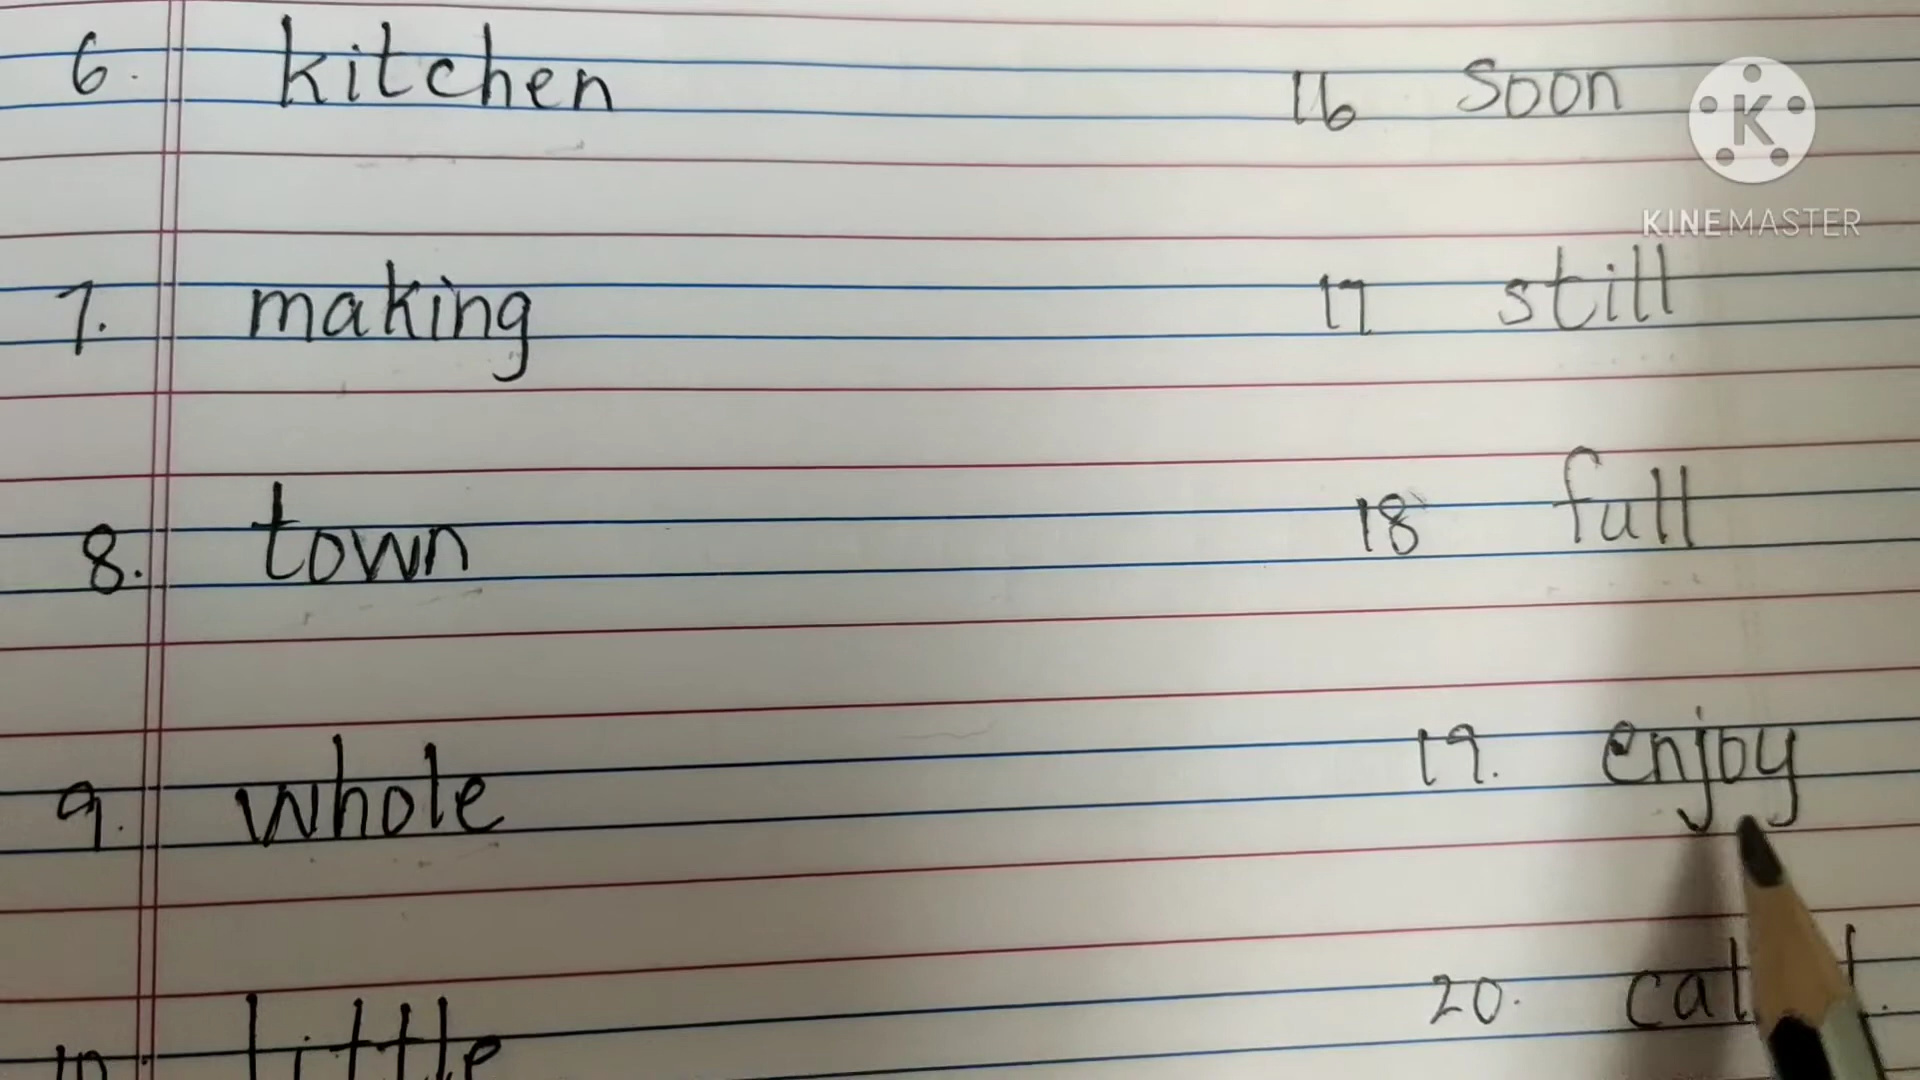 6. kitchen
16 soon
KINEMASTER
7. making
17 still
8. town
18 full
9. whole
19. enjoy
10. little
20.